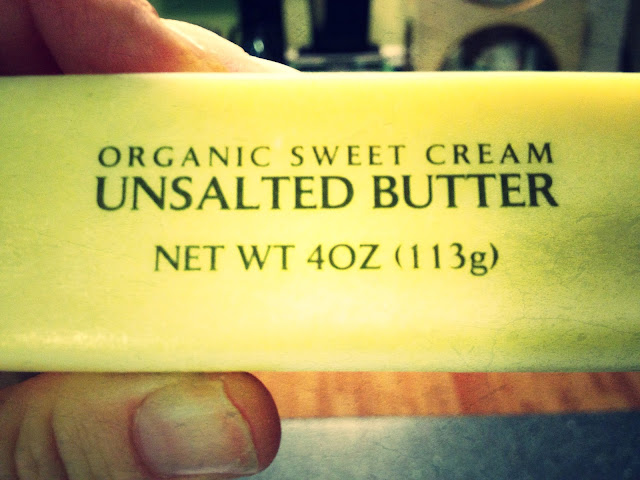 ORGANIC SWEET CREAM
UNSALTED BUTTER
NET WT 4OZ (113g)